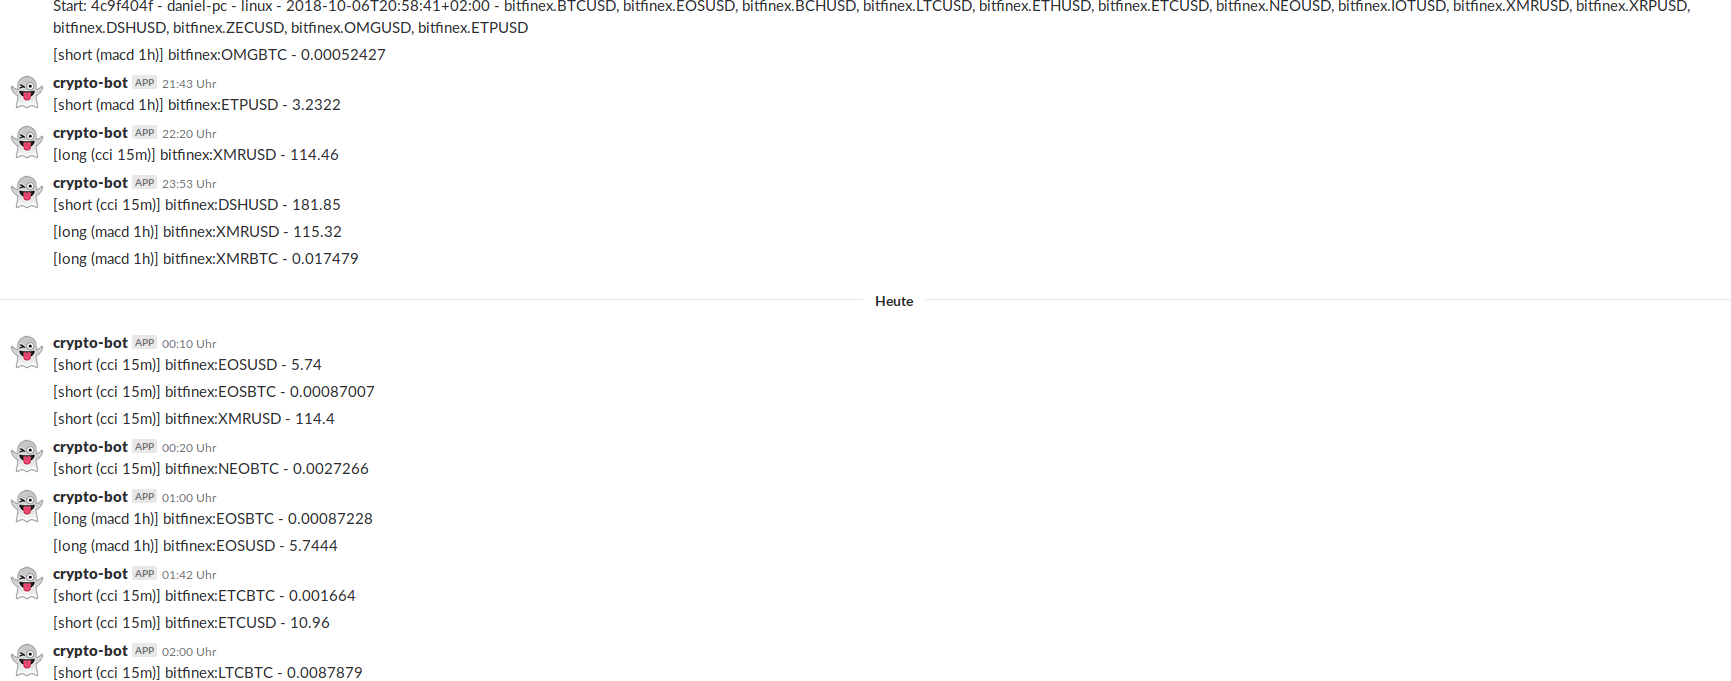 Start: 4c9f404f - daniel-pc - linux - 2018-10-06T20:58:41+02:00 - bitfinex.BTCUSD, bitfinex.EOSUSD, bitfinex.BCHUSD, bitfinex.LTCUSD, bitfinex.ETHUSD, bitfinex.ETCUSD, bitfinex.NEOUSD, bitfinex.IOTUSD, bitfinex.XMRUSD, bitfinex.XRPUSD,
bitfinex.DSHUSD, bitfinex.ZECUSD, bitfinex.OMGUSD, bitfinex.ETPUSD
[short (macd 1h)] bitfinex:OMGBTC - 0.00052427
crypto-bot APP 21:43 Uhr
[short (macd 1h)] bitfinex:ETPUSD - 3.2322
crypto-bot APP 22:20 Uhr
[long (cci 15m)] bitfinex:XMRUSD - 114.46
crypto-bot APP 23:53 Uhr
[short (cci 15m)] bitfinex:DSHUSD - 181.85
[long (macd 1h)] bitfinex:XMRUSD - 115.32
[long (macd 1h)] bitfinex:XMRBTC - 0.017479
Heute
crypto-bot APP 00:10 Uhr
[short (cci 15m)] bitfinex:EOSUSD - 5.74
[short (cci 15m)] bitfinex:EOSBTC - 0.00087007
[short (cci 15m)] bitfinex:XMRUSD - 114.4
crypto-bot APP 00:20 Uhr
[short (cci 15m)] bitfinex:NEOBTC - 0.0027266
crypto-bot APP 01:00 Uhr
[long (macd 1h)] bitfinex:EOSBTC - 0.00087228
[long (macd 1h)] bitfinex:EOSUSD - 5.7444
crypto-bot APP 01:42 Uhr
[short (cci 15m)] bitfinex:ETCBTC - 0.001664
[short (cci 15m)] bitfinex:ETCUSD - 10.96
crypto-bot APP 02:00 Uhr
[short (cci 15m)] bitfinex:LTCBTC - 0.0087879